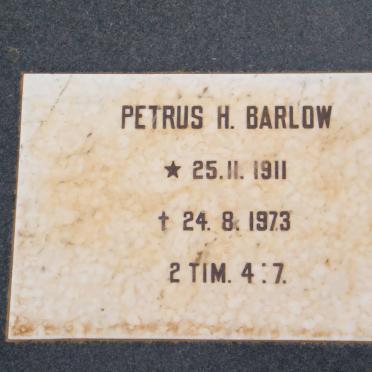 PETRUS H. BARLOW
★ 25.11.1911
† 24.8.1973
2 TIM. 4:7.